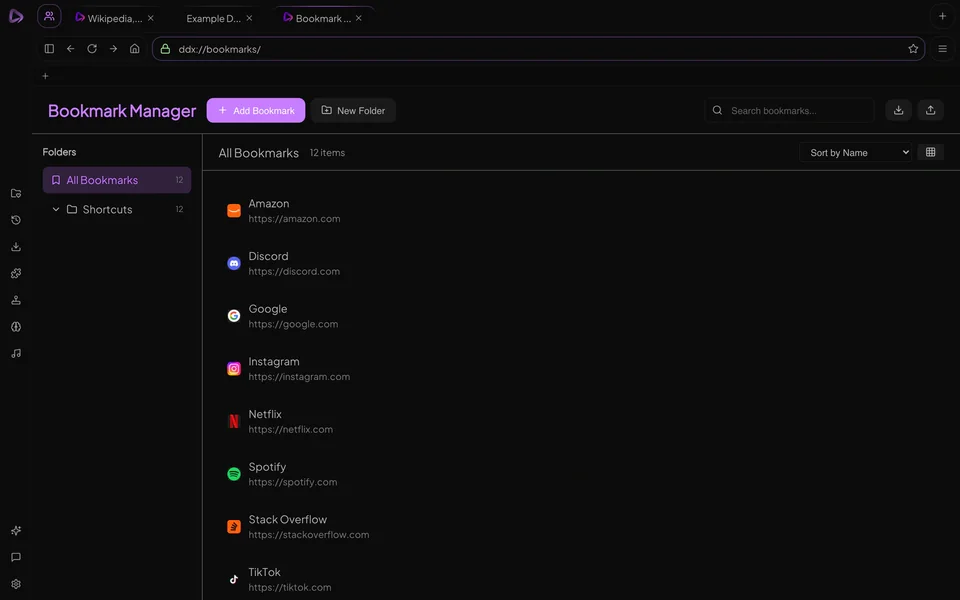 Wikipedia,...
Example D...
Bookmark ...
ddx://bookmarks/
Bookmark Manager
Add Bookmark
New Folder
Search bookmarks...
Folders
All Bookmarks 12
Shortcuts 12
All Bookmarks 12 items
Sort by Name
Amazon
https://amazon.com
Discord
https://discord.com
Google
https://google.com
Instagram
https://instagram.com
Netflix
https://netflix.com
Spotify
https://spotify.com
Stack Overflow
https://stackoverflow.com
TikTok
https://tiktok.com